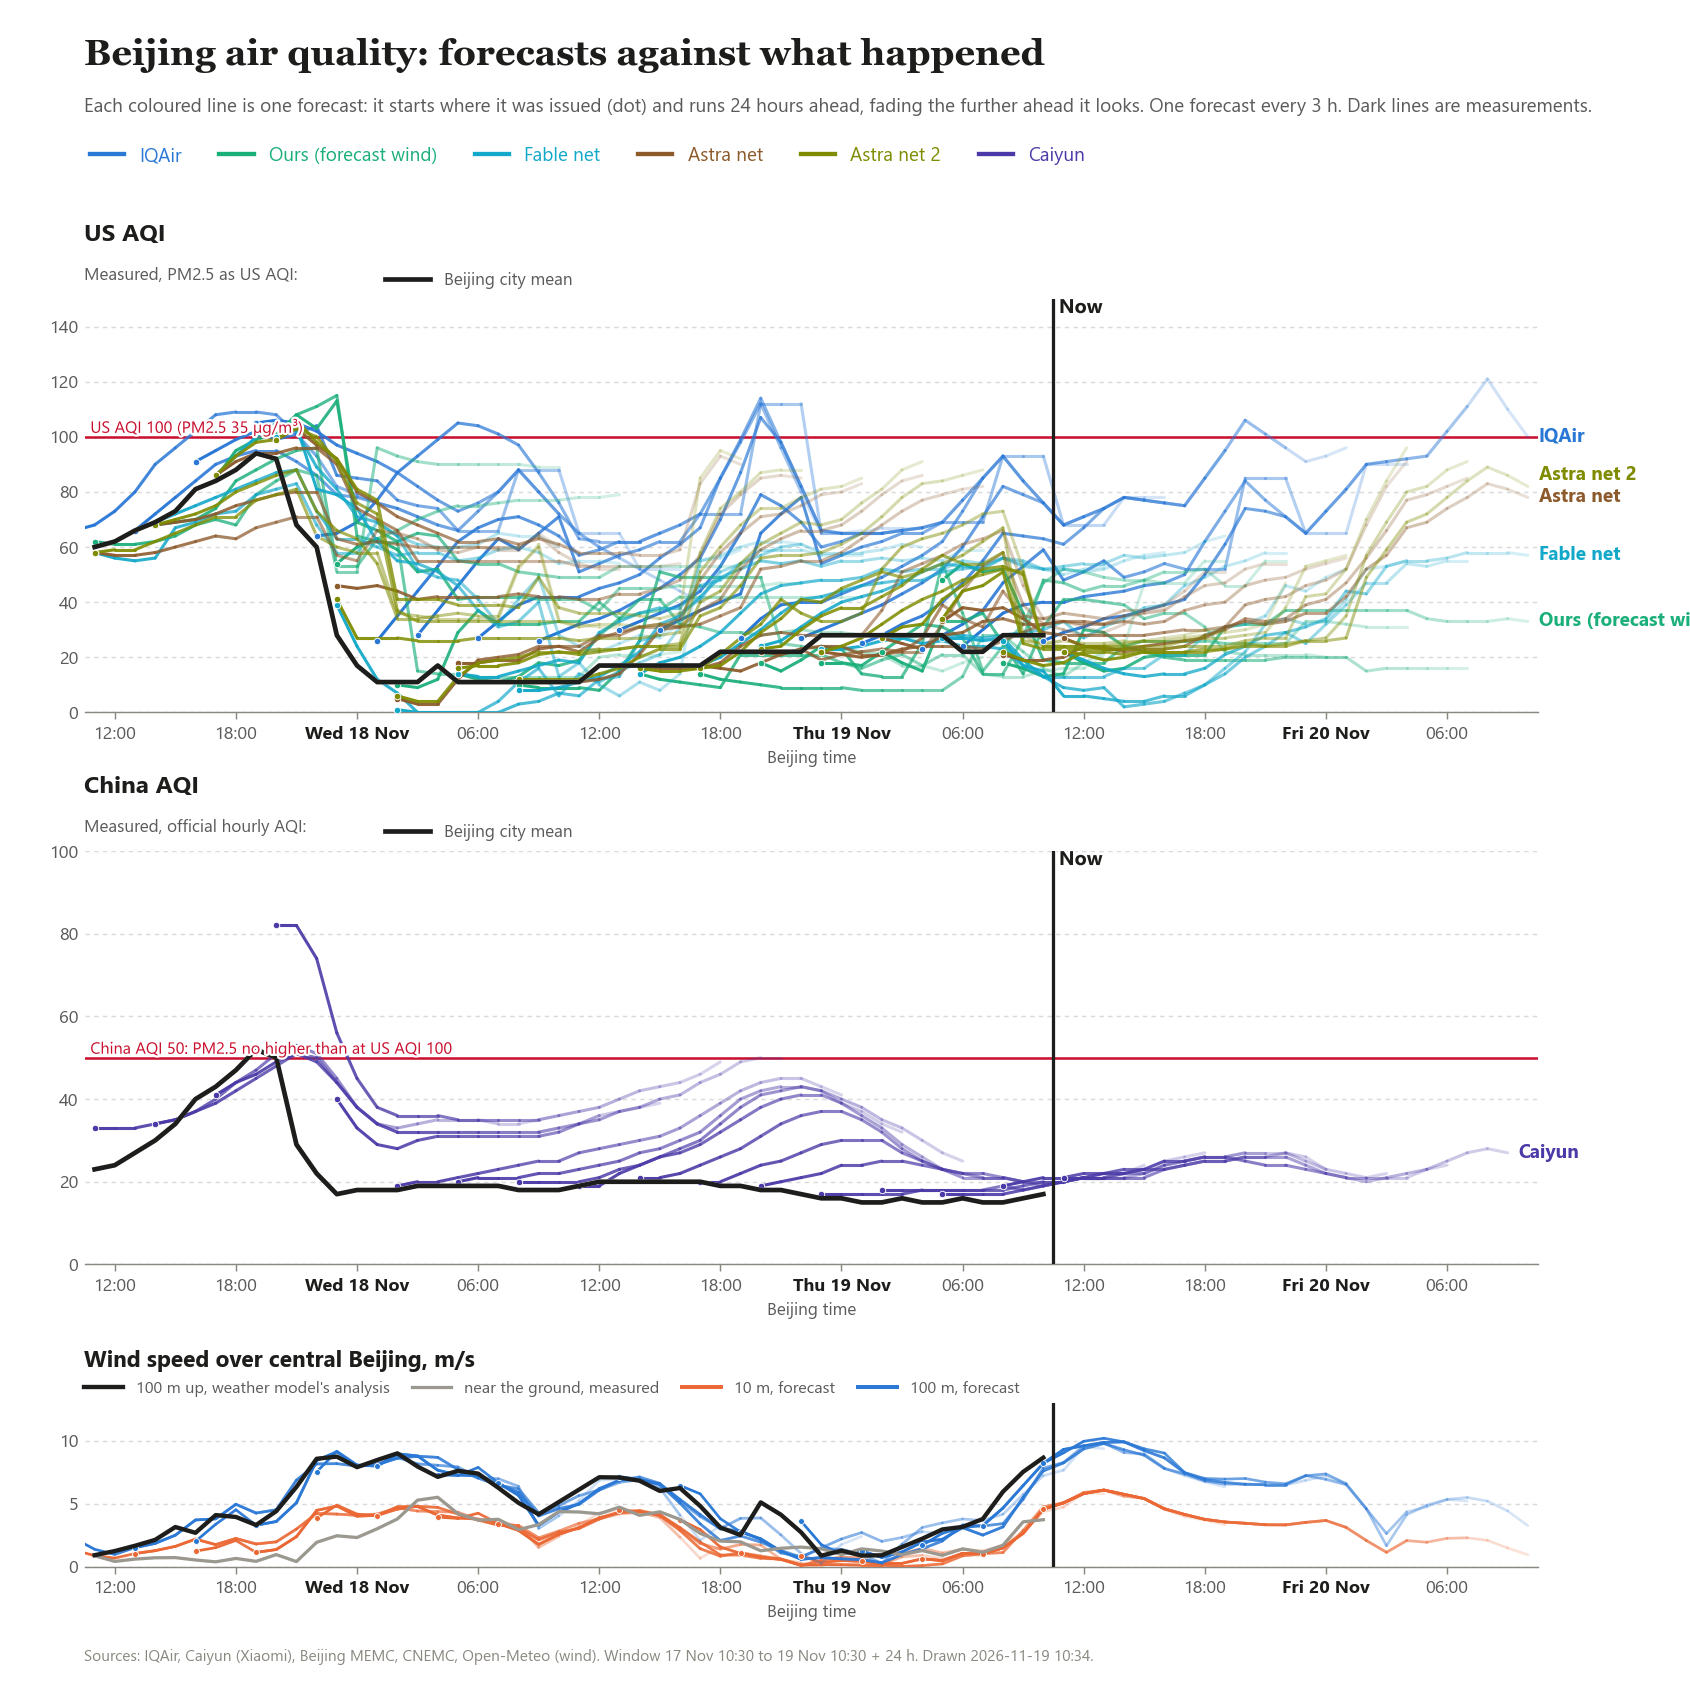 Beijing air quality: forecasts against what happened
Each coloured line is one forecast: it starts where it was issued (dot) and runs 24 hours ahead, fading the further ahead it looks. One forecast every 3 h. Dark lines are measurements.
IQAir Ours (forecast wind) Fable net Astra net Astra net 2 Caiyun
US AQI
Measured, PM2.5 as US AQI: Beijing city mean
Now
140
120
US AQI 100 (PM2.5 35 µg/m³)
100
IQAir
Astra net 2
80
Astra net
60
Fable net
40
Ours (forecast wi
20
0
12:00 18:00 Wed 18 Nov 06:00 12:00 18:00 Thu 19 Nov 06:00 12:00 18:00 Fri 20 Nov 06:00
Beijing time
China AQI
Measured, official hourly AQI: Beijing city mean
100
Now
80
60
China AQI 50: PM2.5 no higher than at US AQI 100
40
Caiyun
20
0
12:00 18:00 Wed 18 Nov 06:00 12:00 18:00 Thu 19 Nov 06:00 12:00 18:00 Fri 20 Nov 06:00
Beijing time
Wind speed over central Beijing, m/s
100 m up, weather model's analysis near the ground, measured 10 m, forecast 100 m, forecast
10
5
0
12:00 18:00 Wed 18 Nov 06:00 12:00 18:00 Thu 19 Nov 06:00 12:00 18:00 Fri 20 Nov 06:00
Beijing time
Sources: IQAir, Caiyun (Xiaomi), Beijing MEMC, CNEMC, Open-Meteo (wind). Window 17 Nov 10:30 to 19 Nov 10:30 + 24 h. Drawn 2026-11-19 10:34.